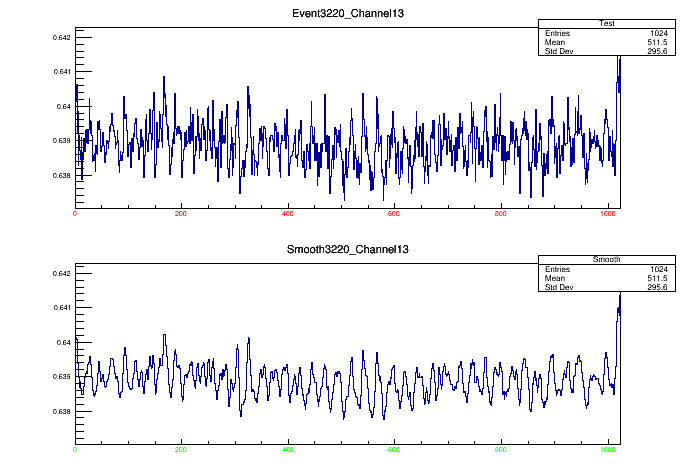 Event3220_Channel13
Test
Entries 1024
Mean 511.5
Std Dev 295.6
0.642
0.641
0.64
0.639
0.638
0 200 400 600 800 1000
Smooth3220_Channel13
Smooth
Entries 1024
Mean 511.5
Std Dev 295.6
0.642
0.641
0.64
0.639
0.638
0 200 400 600 800 1000